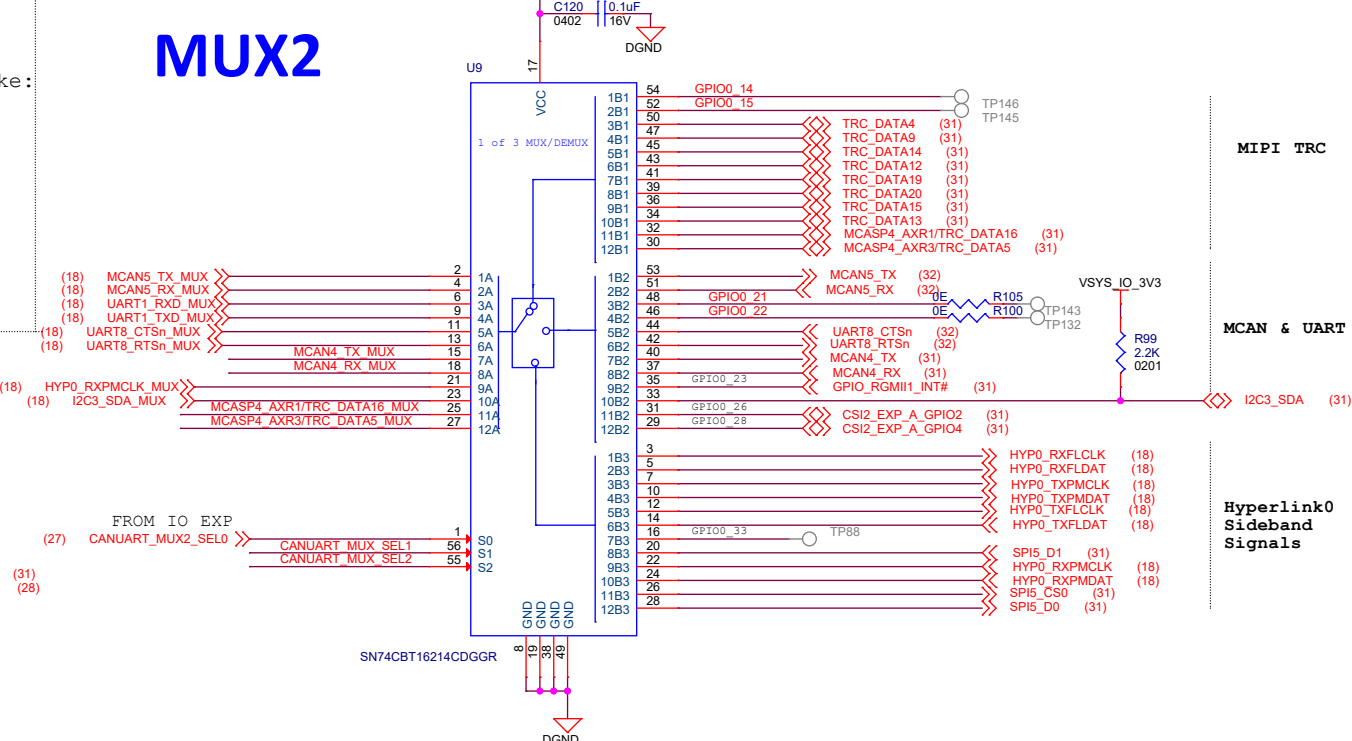 C120 0.1uF
0402 16V
DGND
MUX2
ke:
U9
17
VCC
1 of 3 MUX/DEMUX
1B1 54 GPIO0_14 TP146
2B1 52 GPIO0_15 TP145
3B1 50 TRC_DATA4 (31)
4B1 47 TRC_DATA9 (31)
5B1 45 TRC_DATA14 (31)
6B1 43 TRC_DATA12 (31)
7B1 41 TRC_DATA19 (31)
8B1 39 TRC_DATA20 (31)
9B1 36 TRC_DATA15 (31)
10B1 34 TRC_DATA13 (31)
11B1 32 MCASP4_AXR1/TRC_DATA16 (31)
12B1 30 MCASP4_AXR3/TRC_DATA5 (31)
MIPI TRC
(18) MCAN5_TX_MUX 2 1A
(18) MCAN5_RX_MUX 4 2A
(18) UART1_RXD_MUX 6 3A
(18) UART1_TXD_MUX 9 4A
(18) UART8_CTSn_MUX 11 5A
(18) UART8_RTSn_MUX 13 6A
MCAN4_TX_MUX 15 7A
MCAN4_RX_MUX 18 8A
(18) HYP0_RXPMCLK_MUX 21 9A
(18) I2C3_SDA_MUX 23 10A
MCASP4_AXR1/TRC_DATA16_MUX 25 11A
MCASP4_AXR3/TRC_DATA5_MUX 27 12A
1B2 53 MCAN5_TX (32)
2B2 51 MCAN5_RX (32)
3B2 48 GPIO0_21 0E R105 TP143
4B2 46 GPIO0_22 0E R100 TP132
5B2 44 UART8_CTSn (32)
6B2 42 UART8_RTSn (32)
7B2 40 MCAN4_TX (31)
8B2 37 MCAN4_RX (31)
9B2 35 GPIO0_23 GPIO_RGMII1_INT# (31)
10B2 33 I2C3_SDA (31)
11B2 31 GPIO0_26 CSI2_EXP_A_GPIO2 (31)
12B2 29 GPIO0_28 CSI2_EXP_A_GPIO4 (31)
VSYS_IO_3V3
R99
2.2K
0201
MCAN & UART
1B3 3 HYP0_RXFLCLK (18)
2B3 5 HYP0_RXFLDAT (18)
3B3 7 HYP0_TXPMCLK (18)
4B3 10 HYP0_TXPMDAT (18)
5B3 12 HYP0_TXFLCLK (18)
6B3 14 HYP0_TXFLDAT (18)
7B3 16 GPIO0_33 TP88
8B3 20 SPI5_D1 (31)
9B3 22 HYP0_RXPMCLK (18)
10B3 24 HYP0_RXPMDAT (18)
11B3 26 SPI5_CS0 (31)
12B3 28 SPI5_D0 (31)
Hyperlink0
Sideband
Signals
FROM IO EXP
(27) CANUART_MUX2_SEL0 1 S0
CANUART_MUX_SEL1 56 S1
CANUART_MUX_SEL2 55 S2
(31)
(28)
GND GND GND GND
8 19 38 49
SN74CBT16214CDGGR
DGND